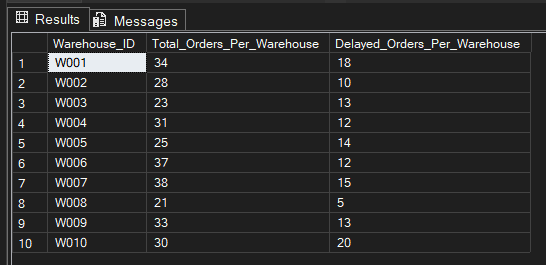 Results Messages
Warehouse_ID Total_Orders_Per_Warehouse Delayed_Orders_Per_Warehouse
1 W001 34 18
2 W002 28 10
3 W003 23 13
4 W004 31 12
5 W005 25 14
6 W006 37 12
7 W007 38 15
8 W008 21 5
9 W009 33 13
10 W010 30 20